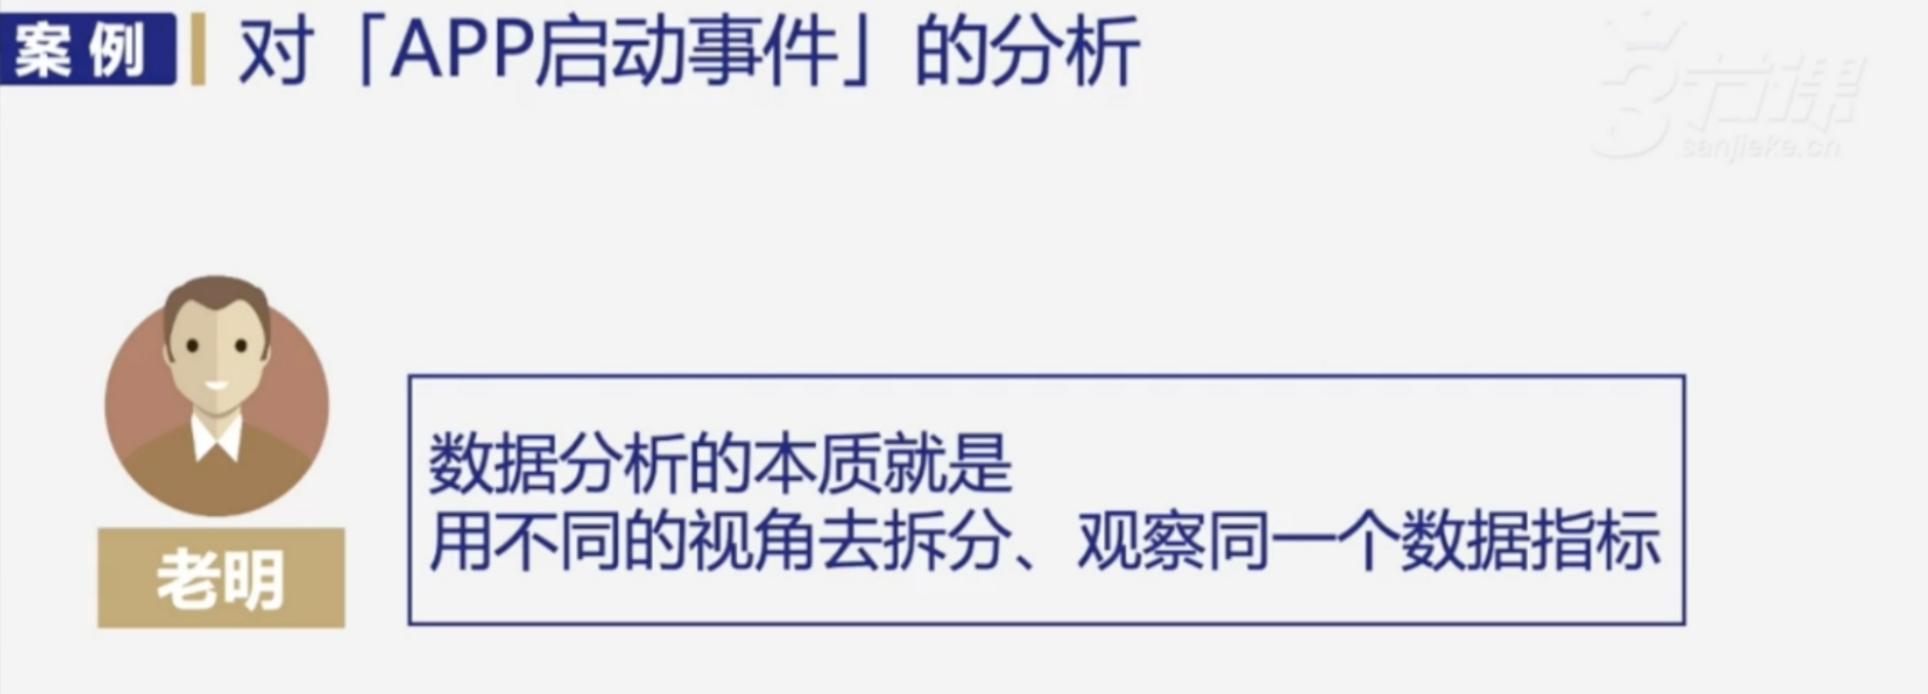 案例 对「APP启动事件」的分析
3节课
sanjieke.cn
数据分析的本质就是
用不同的视角去拆分、观察同一个数据指标
老明